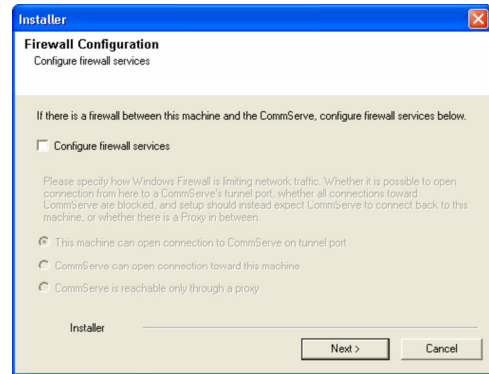 Installer
Firewall Configuration
Configure firewall services
If there is a firewall between this machine and the CommServe, configure firewall services below.
Configure firewall services
Please specify how Windows Firewall is limiting network traffic. Whether it is possible to open
connection from here to a CommServe's tunnel port, whether all connections toward
CommServe are blocked, and setup should instead expect CommServe to connect back to this
machine, or whether there is a Proxy in between.
This machine can open connection to CommServe on tunnel port
CommServe can open connection toward this machine
CommServe is reachable only through a proxy
Installer
Next >
Cancel